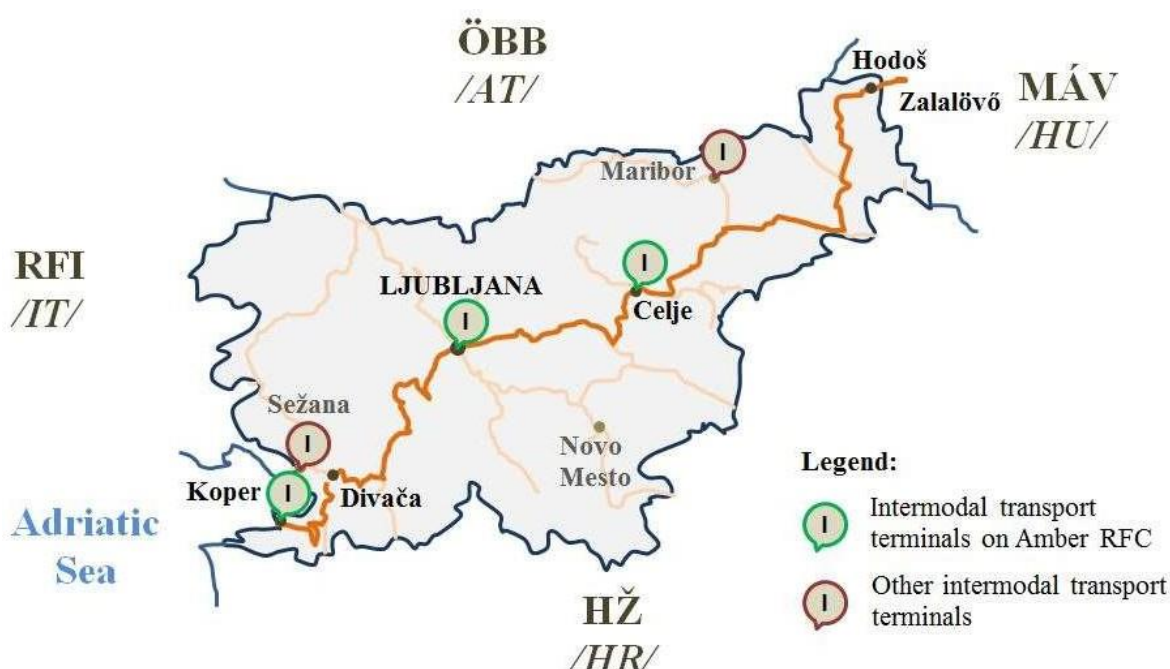 ÖBB
/AT/
Hodoš
Zalalövő
MÁV
/HU/
I
Maribor
RFI
/IT/
I
LJUBLJANA
Celje
I
Sežana
I
Novo
Mesto
Koper
I
Divača
Adriatic
Sea
HŽ
/HR/
Legend:
I
Intermodal transport
terminals on Amber RFC
I
Other intermodal transport
terminals